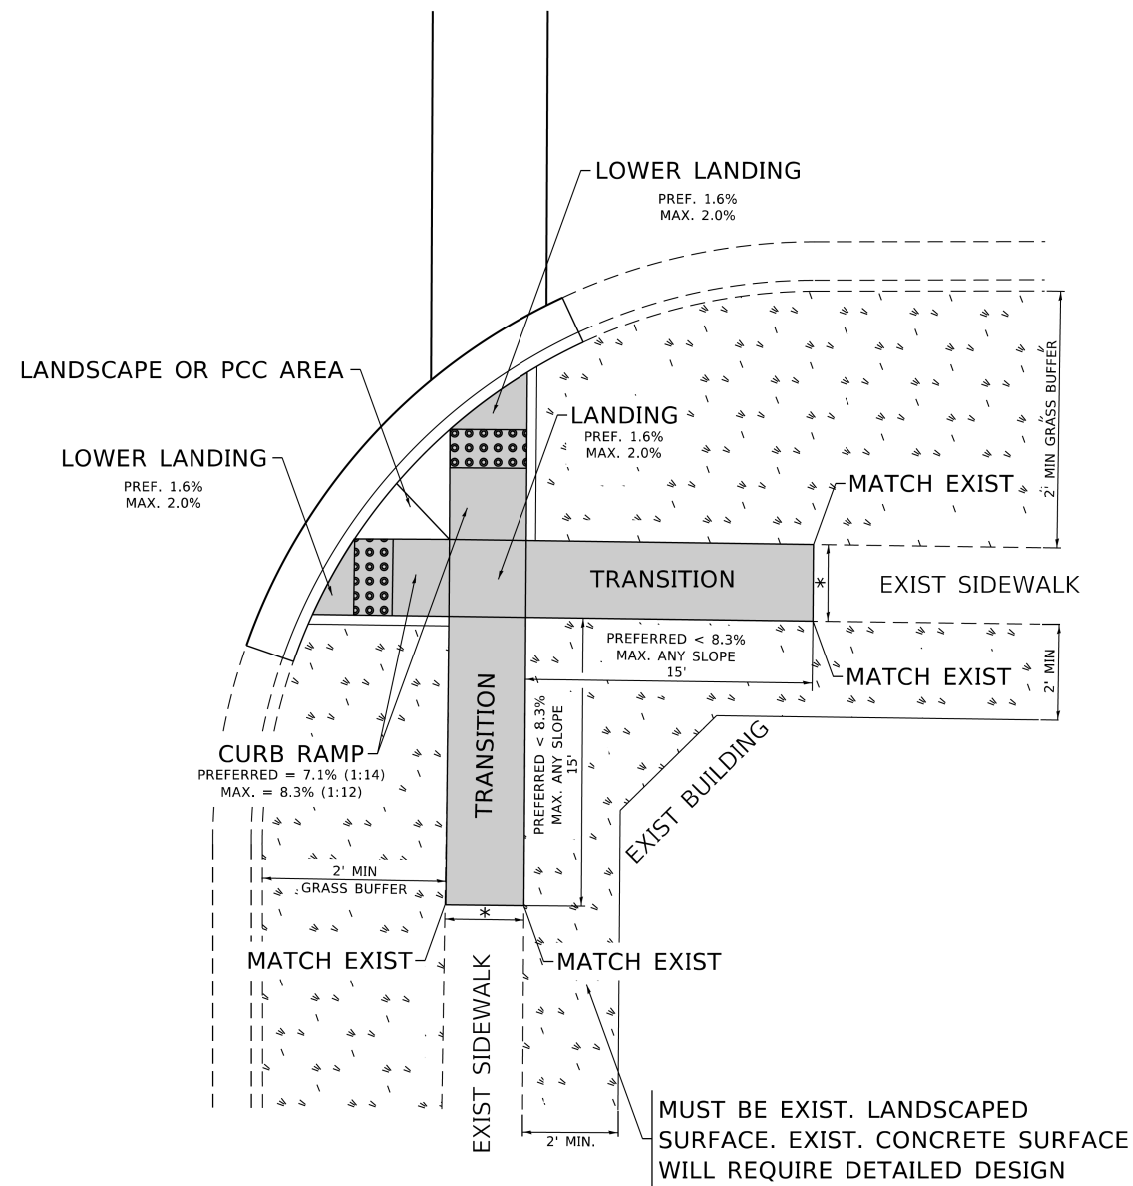 LOWER LANDING
PREF. 1.6%
MAX. 2.0%
LANDSCAPE OR PCC AREA
2' MIN GRASS BUFFER
LANDING
PREF. 1.6%
MAX. 2.0%
LOWER LANDING
PREF. 1.6%
MAX. 2.0%
MATCH EXIST
TRANSITION
*
EXIST SIDEWALK
PREFERRED < 8.3%
MAX. ANY SLOPE
15'
MATCH EXIST
2' MIN
TRANSITION
PREFERRED < 8.3%
MAX. ANY SLOPE
15'
CURB RAMP
PREFERRED = 7.1% (1:14)
MAX. = 8.3% (1:12)
EXIST BUILDING
2' MIN
GRASS BUFFER
*
MATCH EXIST
MATCH EXIST
EXIST SIDEWALK
2' MIN.
MUST BE EXIST. LANDSCAPED
SURFACE. EXIST. CONCRETE SURFACE
WILL REQUIRE DETAILED DESIGN